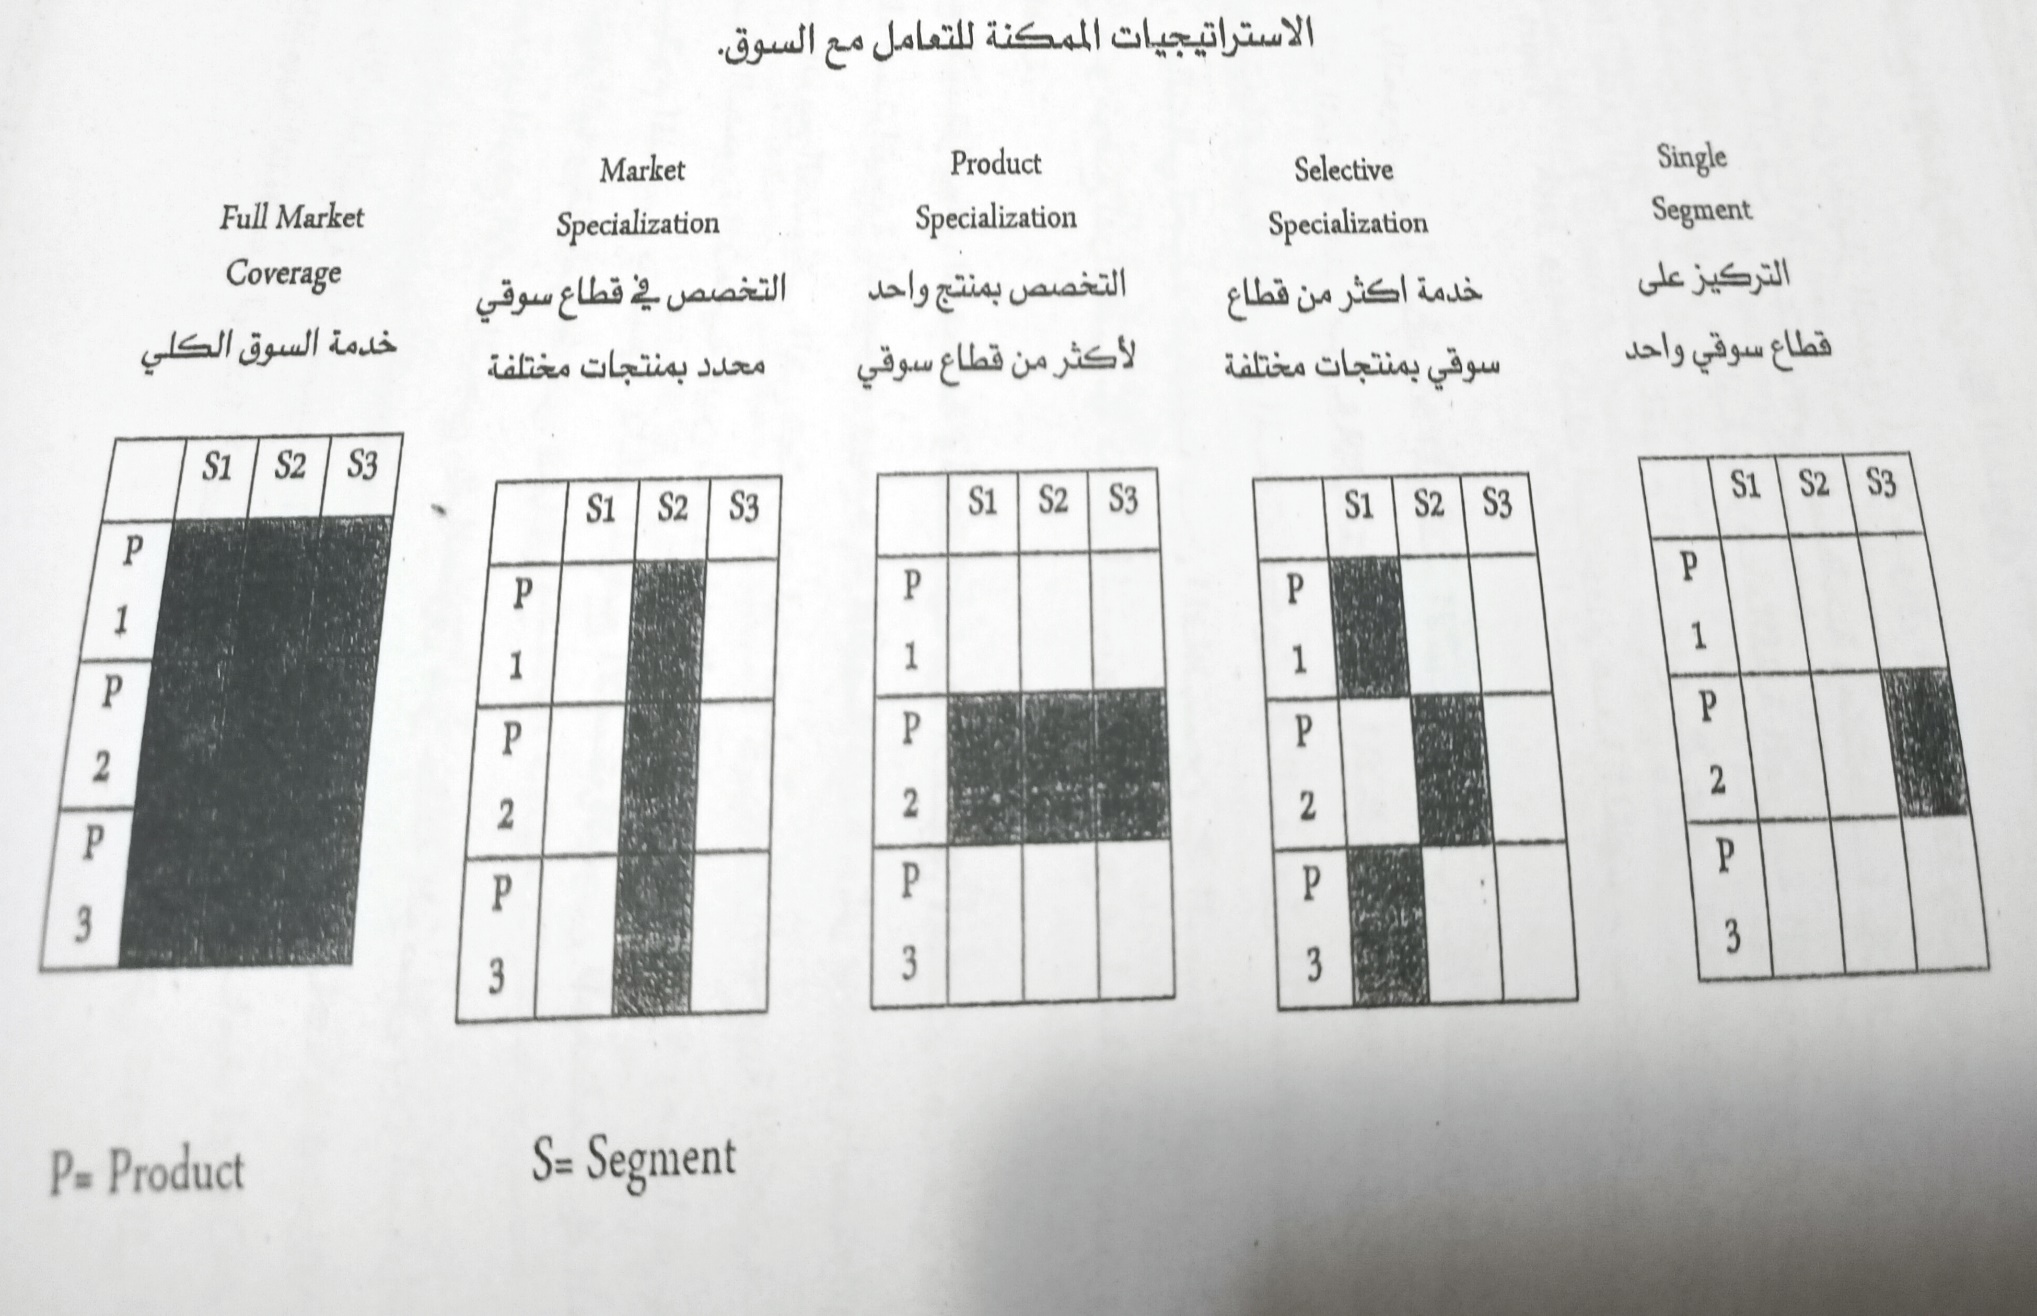 الاستراتيجيات الممكنة للتعامل مع السوق.
Single
Segment
التركيز على
قطاع سوقي واحد
Selective
Specialization
خدمة اكثر من قطاع
سوقي بمنتجات مختلفة
Product
Specialization
التخصص بمنتج واحد
لأكثر من قطاع سوقي
Market
Specialization
التخصص في قطاع سوقي
محدد بمنتجات مختلفة
Full Market
Coverage
خدمة السوق الكلي
S1 S2 S3
P
1
P
2
P
3
S1 S2 S3
P
1
P
2
P
3
S1 S2 S3
P
1
P
2
P
3
S1 S2 S3
P
1
P
2
P
3
S1 S2 S3
P
1
P
2
P
3
P= Product
S= Segment